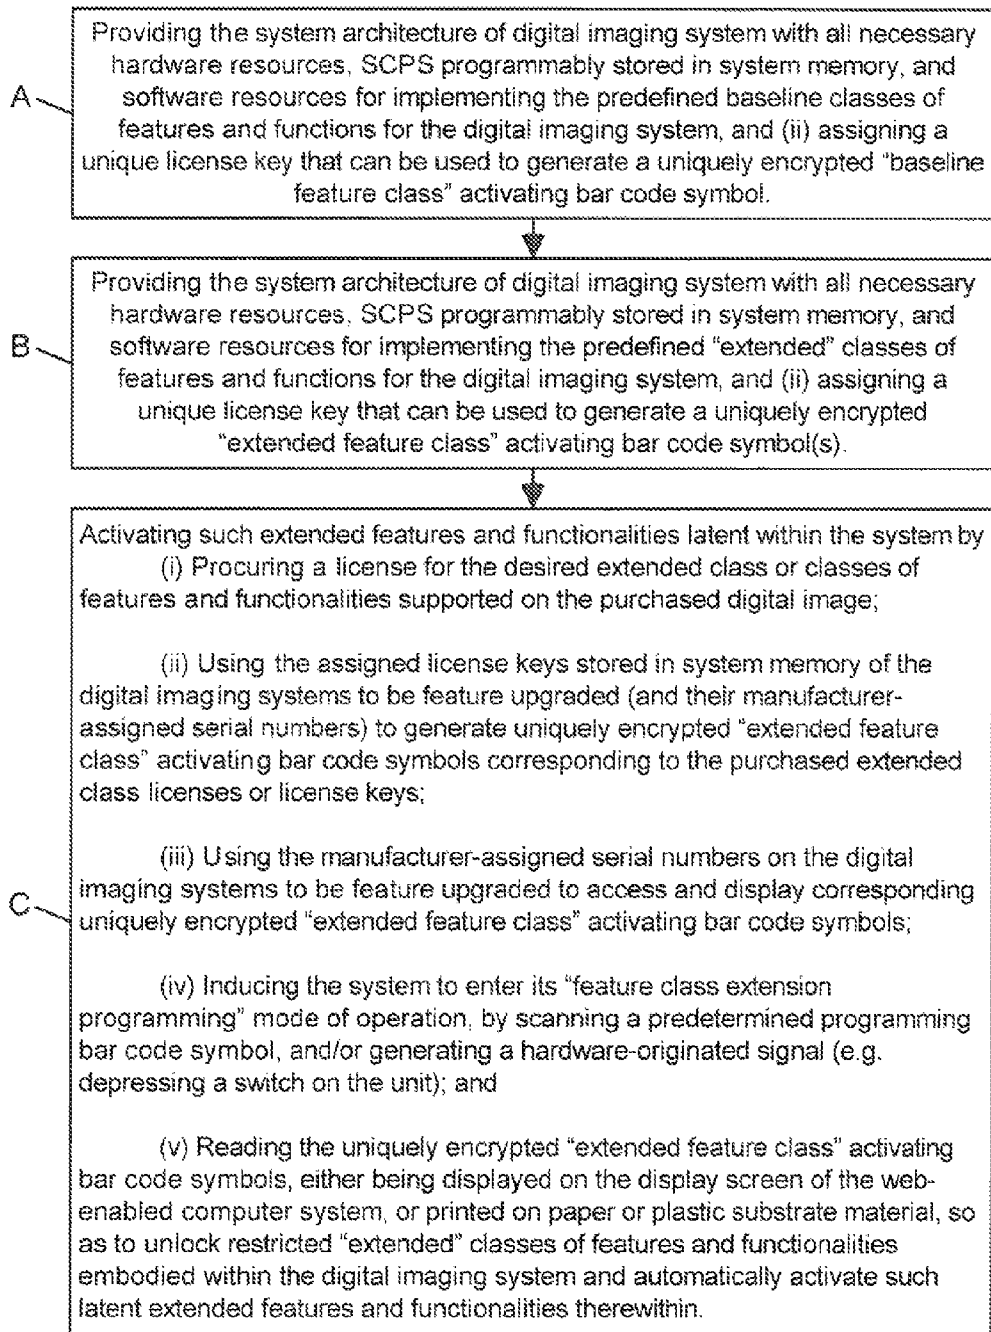 Providing the system architecture of digital imaging system with all necessary
hardware resources, SCPS programmably stored in system memory, and
A
software resources for implementing the predefined baseline classes of
features and functions for the digital imaging system, and (ii) assigning a
unique license key that can be used to generate a uniquely encrypted “baseline
feature class” activating bar code symbol.
Providing the system architecture of digital imaging system with all necessary
hardware resources, SCPS programmably stored in system memory, and
B
software resources for implementing the predefined “extended” classes of
features and functions for the digital imaging system, and (ii) assigning a
unique license key that can be used to generate a uniquely encrypted
“extended feature class” activating bar code symbol(s).
Activating such extended features and functionalities latent within the system by
(i) Procuring a license for the desired extended class or classes of
features and functionalities supported on the purchased digital image;
(ii) Using the assigned license keys stored in system memory of the
digital imaging systems to be feature upgraded (and their manufacturer-
assigned serial numbers) to generate uniquely encrypted “extended feature
class” activating bar code symbols corresponding to the purchased extended
class licenses or license keys;
(iii) Using the manufacturer-assigned serial numbers on the digital
imaging systems to be feature upgraded to access and display corresponding
C
uniquely encrypted “extended feature class” activating bar code symbols;
(iv) Inducing the system to enter its “feature class extension
programming” mode of operation, by scanning a predetermined programming
bar code symbol, and/or generating a hardware-originated signal (e.g.
depressing a switch on the unit); and
(v) Reading the uniquely encrypted “extended feature class” activating
bar code symbols, either being displayed on the display screen of the web-
enabled computer system, or printed on paper or plastic substrate material, so
as to unlock restricted “extended” classes of features and functionalities
embodied within the digital imaging system and automatically activate such
latent extended features and functionalities therewithin.